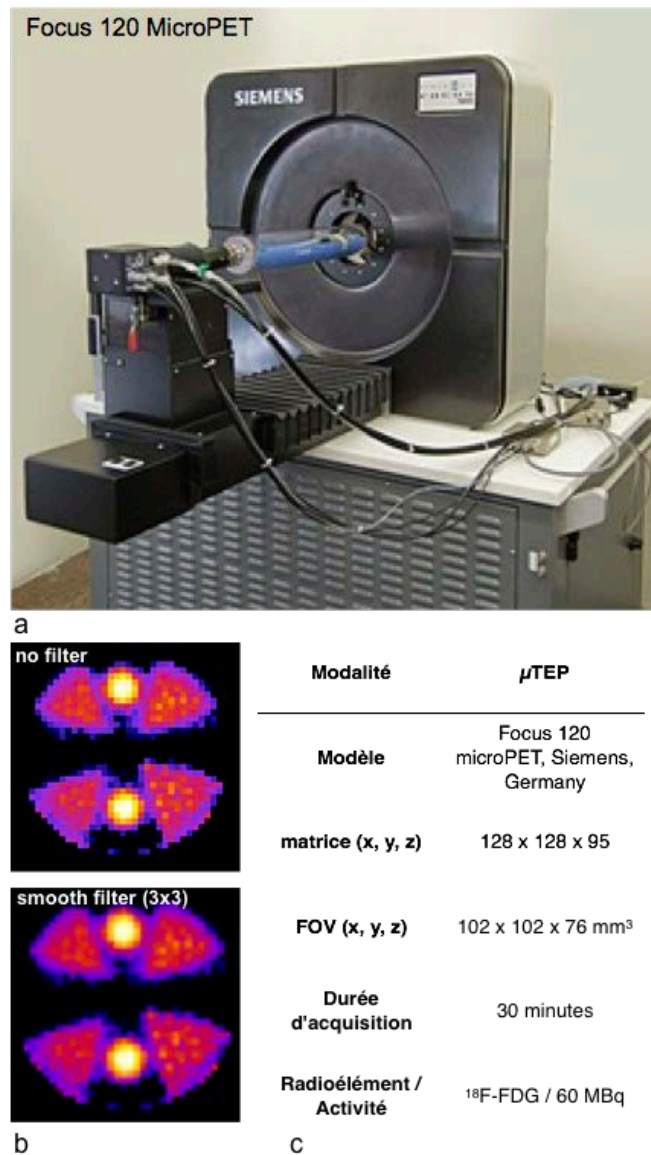 Focus 120 MicroPET
SIEMENS
a
no filter
smooth filter (3x3)
b
Modalité µTEP
Modèle Focus 120
microPET, Siemens,
Germany
matrice (x, y, z) 128 x 128 x 95
FOV (x, y, z) 102 x 102 x 76 mm³
Durée
d'acquisition 30 minutes
Radioélément /
Activité ¹⁸F-FDG / 60 MBq
c